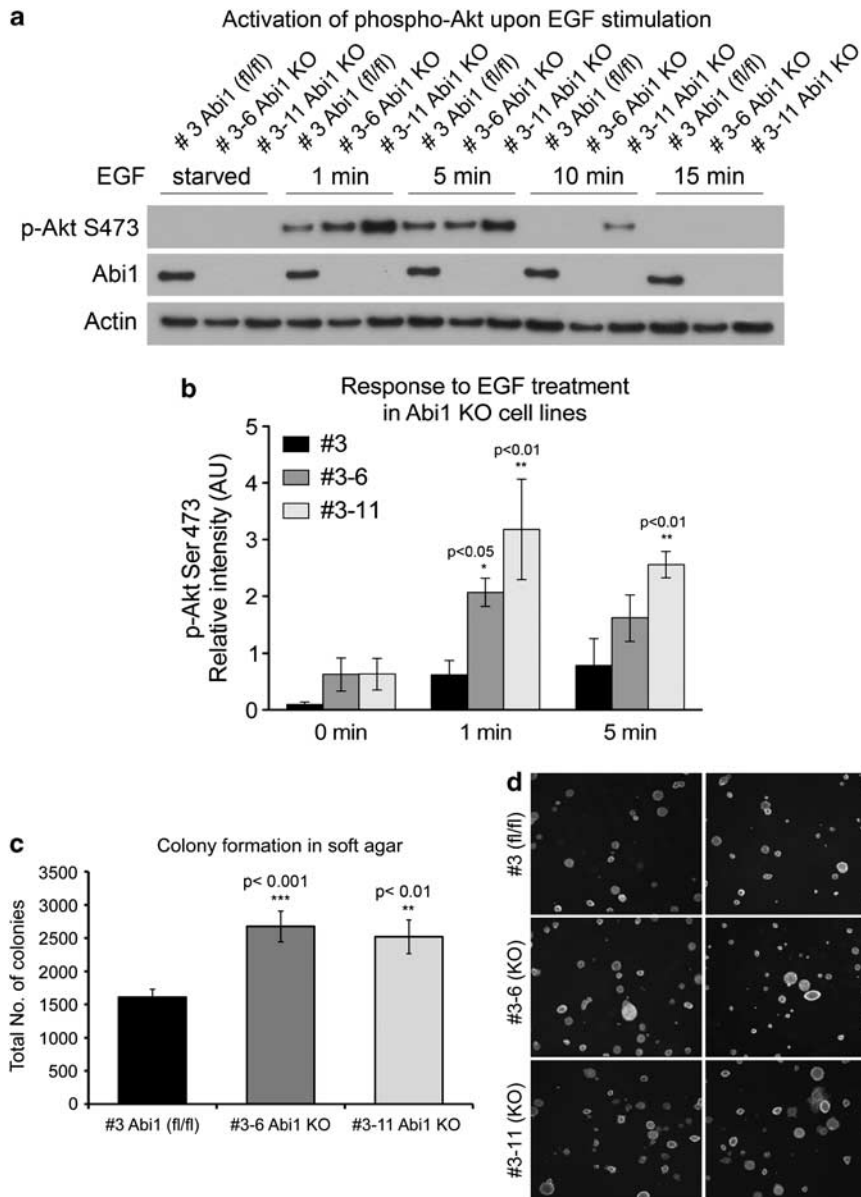 a
Activation of phospho-Akt upon EGF stimulation
# 3 Abi1 (fl/fl)
# 3-6 Abi1 KO
# 3-11 Abi1 KO
# 3 Abi1 (fl/fl)
# 3-6 Abi1 KO
# 3-11 Abi1 KO
# 3 Abi1 (fl/fl)
# 3-6 Abi1 KO
# 3-11 Abi1 KO
# 3 Abi1 (fl/fl)
# 3-6 Abi1 KO
# 3-11 Abi1 KO
# 3 Abi1 (fl/fl)
# 3-6 Abi1 KO
# 3-11 Abi1 KO
EGF starved 1 min 5 min 10 min 15 min
p-Akt S473
Abi1
Actin
b
Response to EGF treatment
in Abi1 KO cell lines
p-Akt Ser 473
Relative intensity (AU)
5
4
3
2
1
0
#3
#3-6
#3-11
p<0.05
*
p<0.01
**
p<0.01
**
0 min 1 min 5 min
c
Colony formation in soft agar
Total No. of colonies
3500
3000
2500
2000
1500
1000
500
0
p< 0.001
***
p< 0.01
**
#3 Abi1 (fl/fl) #3-6 Abi1 KO #3-11 Abi1 KO
d
#3 (fl/fl)
#3-6 (KO)
#3-11 (KO)